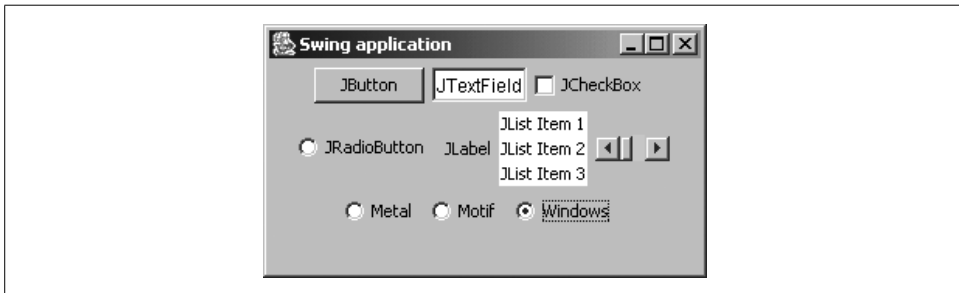 Swing application
JButton JTextField JCheckBox
JList Item 1
JRadioButton JLabel JList Item 2
JList Item 3
Metal Motif Windows